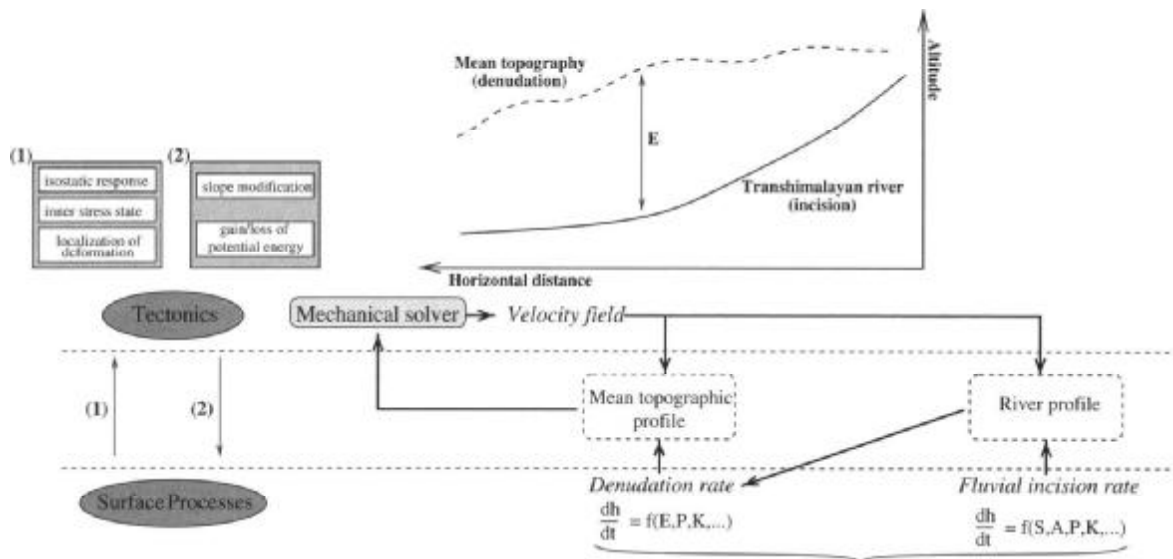 Mean topography
(denudation)
Altitude
E
Transhimalayan river
(incision)
Horizontal distance
(1)
isostatic response
inner stress state
localization of
deformation
(2)
slope modification
gain/loss of
potential energy
Tectonics
Mechanical solver
Velocity field
(1)
(2)
Mean topographic
profile
River profile
Surface Processes
Denudation rate
dh/dt = f(E,P,K,...)
Fluvial incision rate
dh/dt = f(S,A,P,K,...)